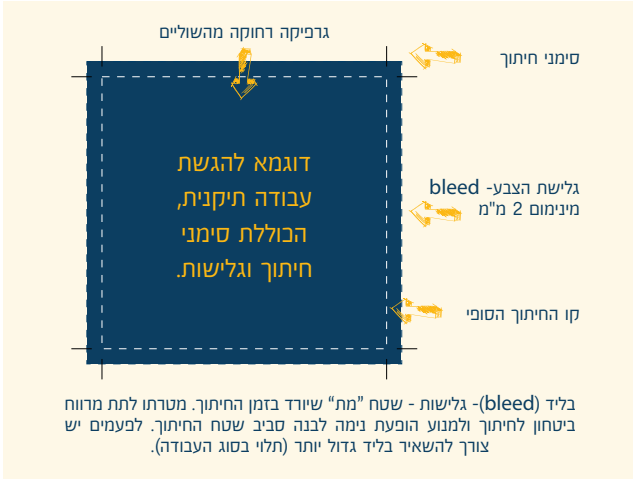 גרפיקה רחוקה מהשוליים
סימני חיתוך
דוגמא להגשת
עבודה תיקנית,
הכוללת סימני
חיתוך וגלישות.
גלישת הצבע- bleed
מינימום 2 מ"מ
קו החיתוך הסופי
בליד (bleed)- גלישות - שטח "מת" שיורד בזמן החיתוך. מטרתו לתת מרווח
ביטחון לחיתוך ולמנוע הופעת נימה לבנה סביב שטח החיתוך. לפעמים יש
צורך להשאיר בליד גדול יותר (תלוי בסוג העבודה).